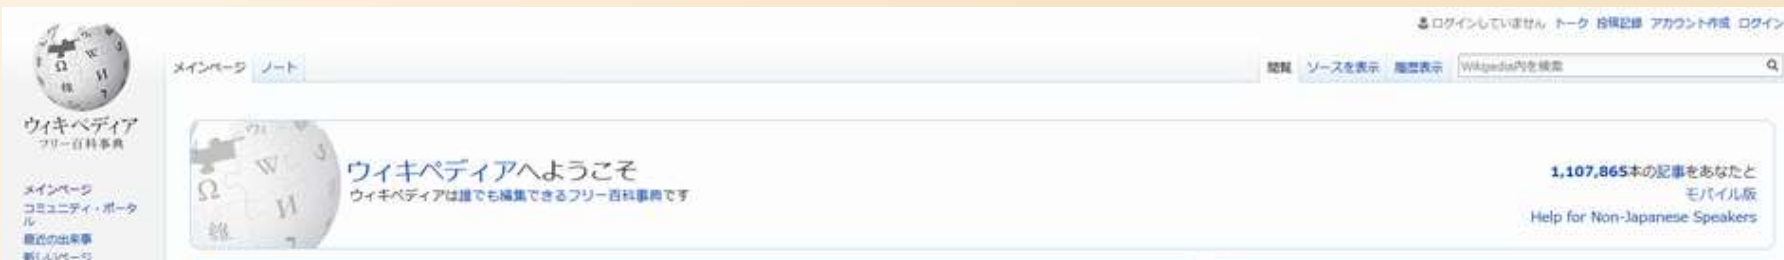 ログインしていません トーク 投稿記録 アカウント作成 ログイン
メインページ ノート
閲覧 ソースを表示 履歴表示 Wikipedia内を検索
ウィキペディア
フリー百科事典
メインページ
コミュニティ・ポータ
ル
最近の出来事
新しいページ
ウィキペディアへようこそ
ウィキペディアは誰でも編集できるフリー百科事典です
1,107,865本の記事をあなたと
モバイル版
Help for Non-Japanese Speakers